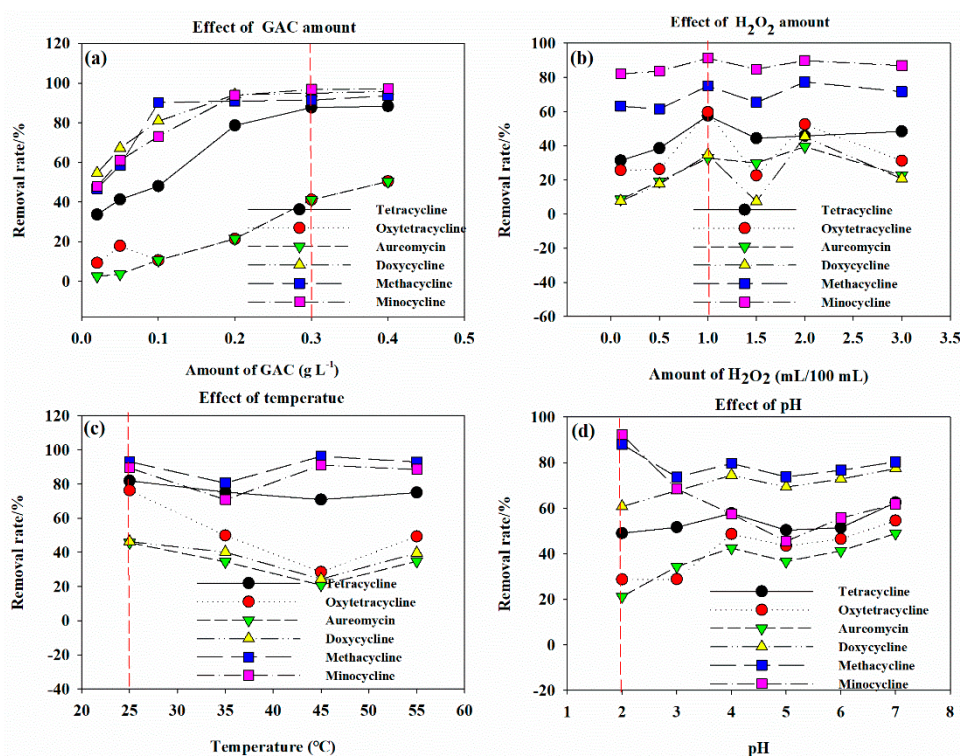 Effect of GAC amount
(a)
120
100
80
60
40
20
0
Removal rate/%
Tetracycline
Oxytetracycline
Aureomycin
Doxycycline
Methacycline
Minocycline
0.0 0.1 0.2 0.3 0.4 0.5
Amount of GAC (g L⁻¹)
Effect of H₂O₂ amount
(b)
100
80
60
40
20
0
-20
-40
-60
Removal rate/%
Tetracycline
Oxytetracycline
Aureomycin
Doxycycline
Methacycline
Minocycline
0.0 0.5 1.0 1.5 2.0 2.5 3.0 3.5
Amount of H₂O₂ (mL/100 mL)
Effect of temperatue
(c)
120
100
80
60
40
20
0
-20
-40
Removal rate/%
Tetracycline
Oxytetracycline
Aureomycin
Doxycycline
Methacycline
Minocycline
20 25 30 35 40 45 50 55 60
Temperature (°C)
Effect of pH
(d)
100
80
60
40
20
0
-20
Removal rate/%
Tetracycline
Oxytetracycline
Aureomycin
Doxycycline
Methacycline
Minocycline
1 2 3 4 5 6 7 8
pH